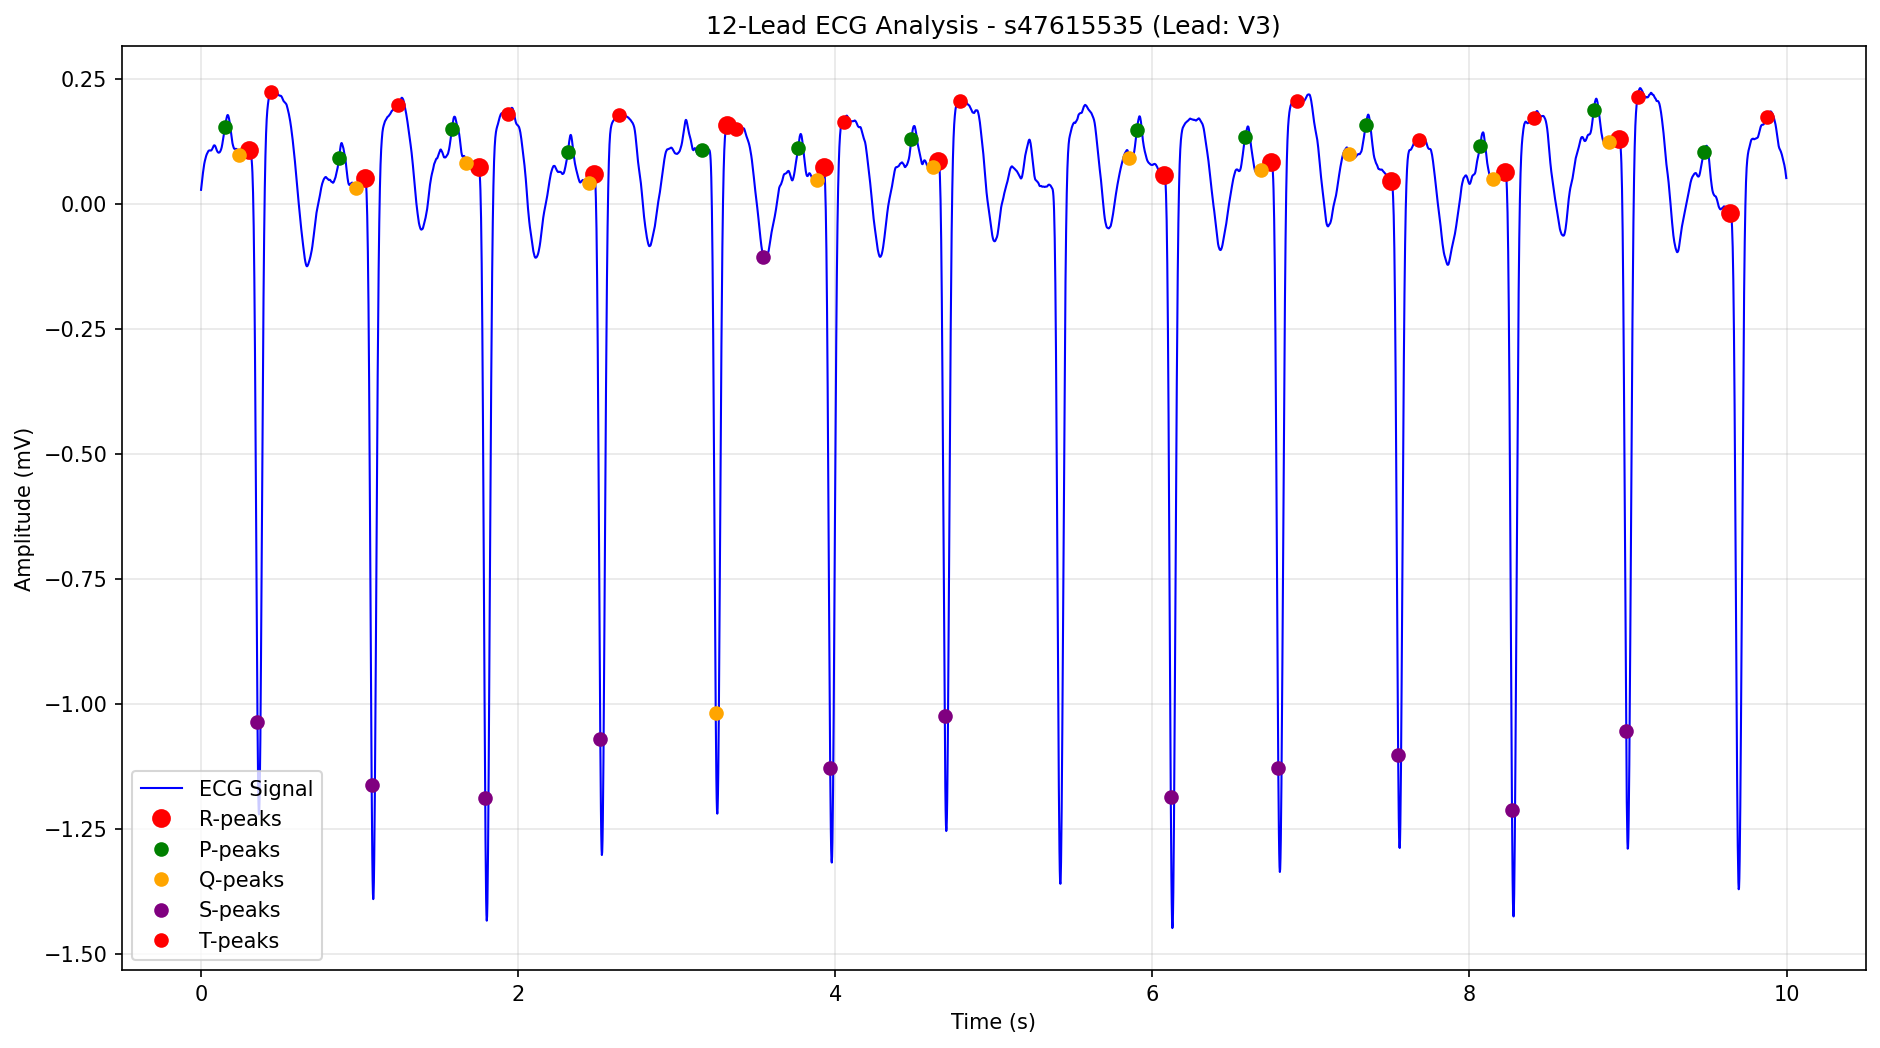 12-Lead ECG Analysis - s47615535 (Lead: V3)
Amplitude (mV)
0.25
0.00
−0.25
−0.50
−0.75
−1.00
−1.25
−1.50
ECG Signal
R-peaks
P-peaks
Q-peaks
S-peaks
T-peaks
0 2 4 6 8 10
Time (s)